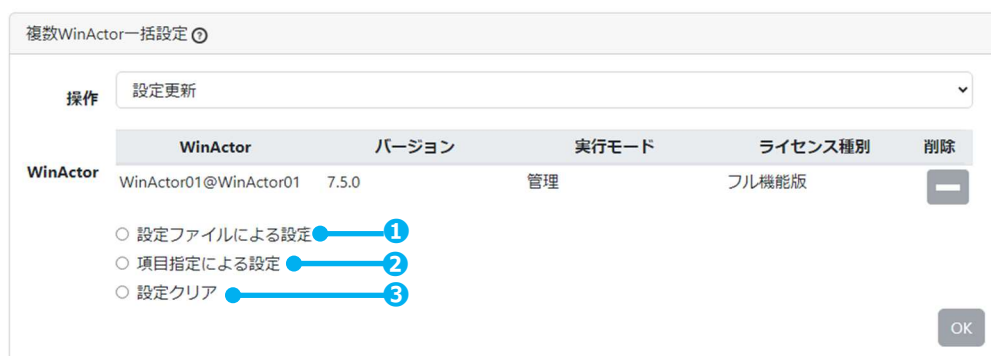 複数WinActor一括設定 ?
操作 設定更新
WinActor バージョン 実行モード ライセンス種別 削除
WinActor WinActor01@WinActor01 7.5.0 管理 フル機能版
設定ファイルによる設定 1
項目指定による設定 2
設定クリア 3
OK